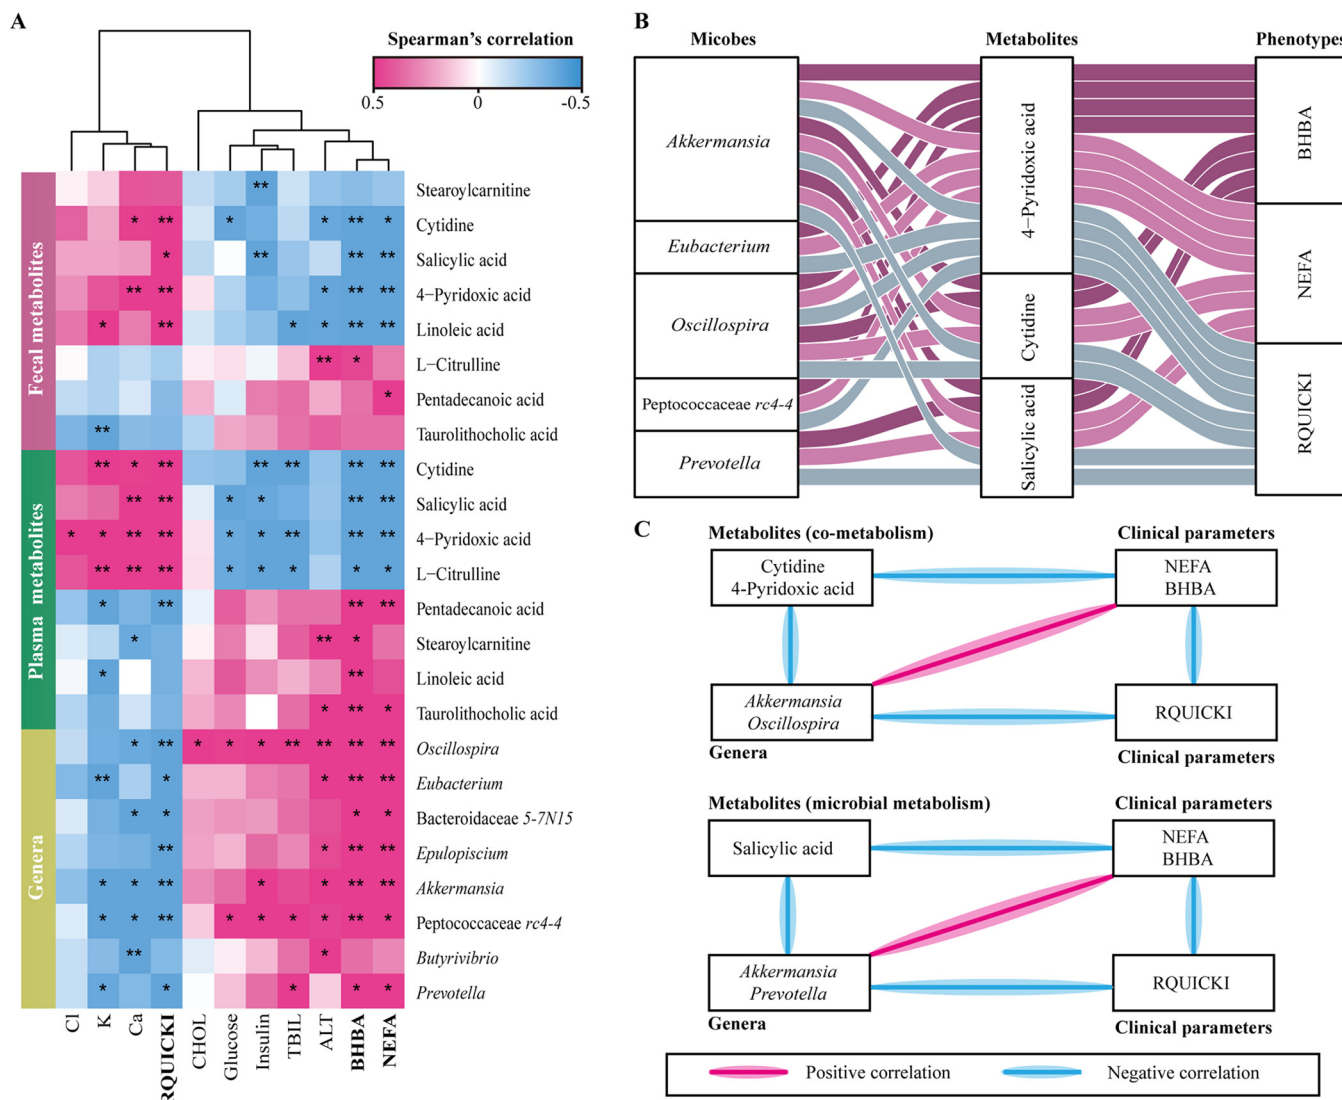 A
Spearman's correlation
0.5
0
-0.5
Fecal metabolites
Plasma metabolites
Genera
Stearoylcarnitine
**
Cytidine
* ** * * ** *
Salicylic acid
* ** ** **
4−Pyridoxic acid
** ** * ** **
Linoleic acid
* ** * * ** **
L−Citrulline
** *
Pentadecanoic acid
*
Taurolithocholic acid
**
Cytidine
** * ** ** ** ** **
Salicylic acid
** ** * * ** **
4−Pyridoxic acid
* * ** ** * * ** ** **
L−Citrulline
** ** ** * * * * *
Pentadecanoic acid
* ** ** **
Stearoylcarnitine
* ** *
Linoleic acid
* **
Taurolithocholic acid
* ** *
Oscillospira
* ** * * * ** ** ** **
Eubacterium
** * * ** **
Bacteroidaceae 5-7N15
* * * *
Epulopiscium
** * ** **
Akkermansia
* * ** * * ** **
Peptococcaceae rc4-4
* * ** * * * * ** *
Butyrivibrio
** *
Prevotella
* * * * *
Cl
K
Ca
RQUICKI
CHOL
Glucose
Insulin
TBIL
ALT
BHBA
NEFA
B
Micobes
Metabolites
Phenotypes
Akkermansia
Eubacterium
Oscillospira
Peptococcaceae rc4-4
Prevotella
4−Pyridoxic acid
Cytidine
Salicylic acid
BHBA
NEFA
RQUICKI
C
Metabolites (co-metabolism)
Clinical parameters
Cytidine
4-Pyridoxic acid
NEFA
BHBA
Akkermansia
Oscillospira
RQUICKI
Genera
Clinical parameters
Metabolites (microbial metabolism)
Clinical parameters
Salicylic acid
NEFA
BHBA
Akkermansia
Prevotella
RQUICKI
Genera
Clinical parameters
Positive correlation
Negative correlation